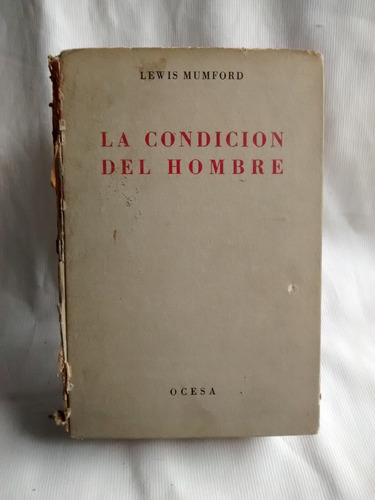 LEWIS MUMFORD
LA CONDICION
DEL HOMBRE
OCESA